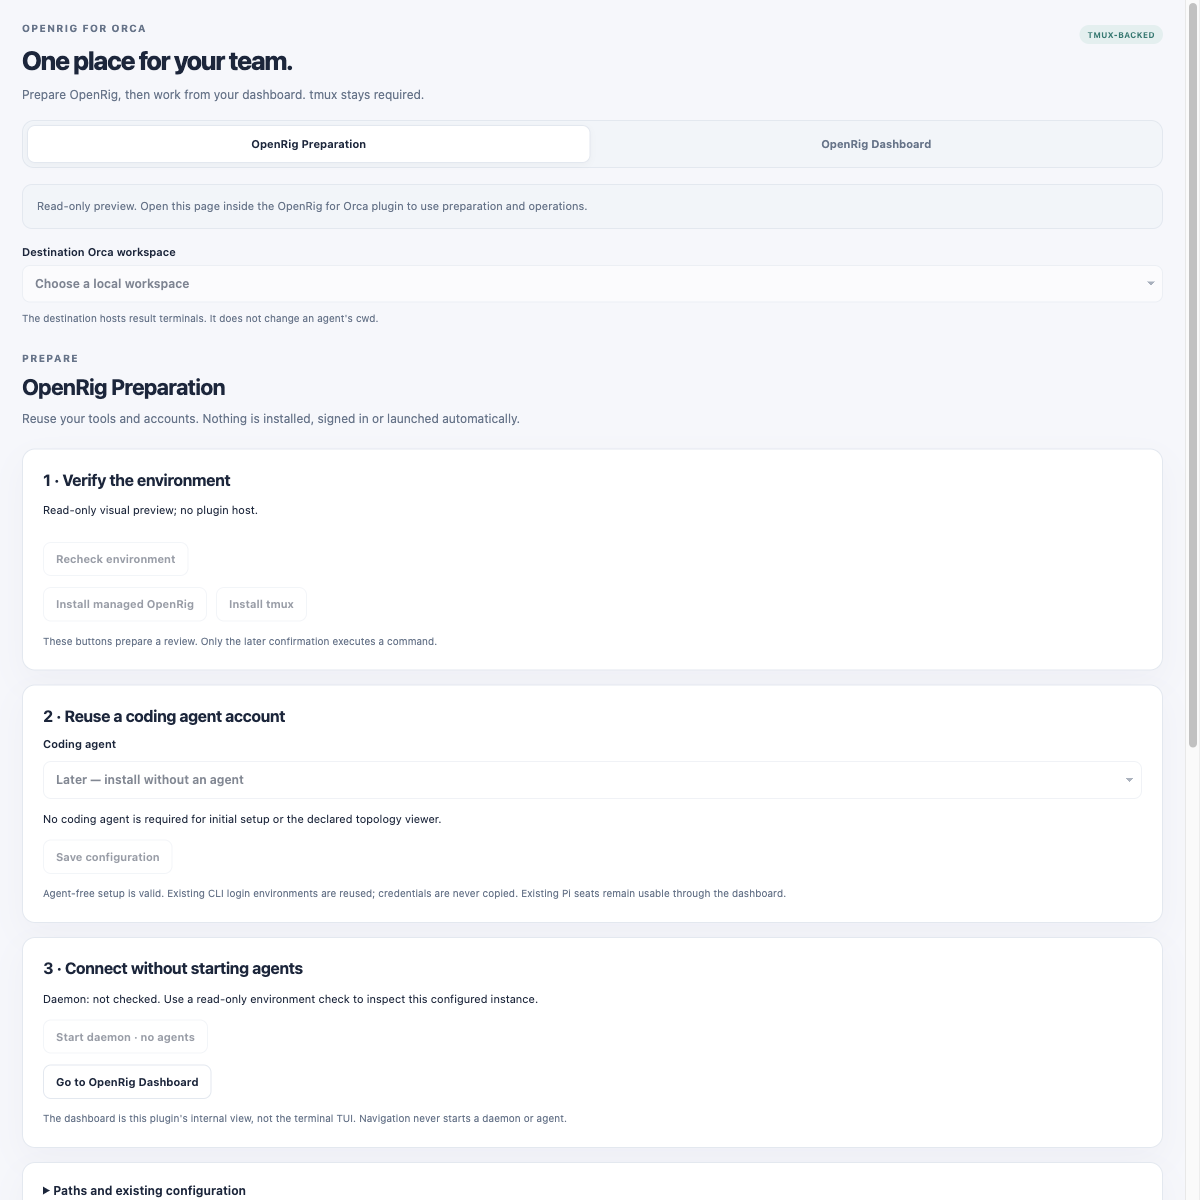 OPENRIG FOR ORCA
TMUX-BACKED
One place for your team.
Prepare OpenRig, then work from your dashboard. tmux stays required.
OpenRig Preparation
OpenRig Dashboard
Read-only preview. Open this page inside the OpenRig for Orca plugin to use preparation and operations.
Destination Orca workspace
Choose a local workspace
The destination hosts result terminals. It does not change an agent's cwd.
PREPARE
OpenRig Preparation
Reuse your tools and accounts. Nothing is installed, signed in or launched automatically.
1 · Verify the environment
Read-only visual preview; no plugin host.
Recheck environment
Install managed OpenRig
Install tmux
These buttons prepare a review. Only the later confirmation executes a command.
2 · Reuse a coding agent account
Coding agent
Later — install without an agent
No coding agent is required for initial setup or the declared topology viewer.
Save configuration
Agent-free setup is valid. Existing CLI login environments are reused; credentials are never copied. Existing Pi seats remain usable through the dashboard.
3 · Connect without starting agents
Daemon: not checked. Use a read-only environment check to inspect this configured instance.
Start daemon · no agents
Go to OpenRig Dashboard
The dashboard is this plugin's internal view, not the terminal TUI. Navigation never starts a daemon or agent.
Paths and existing configuration